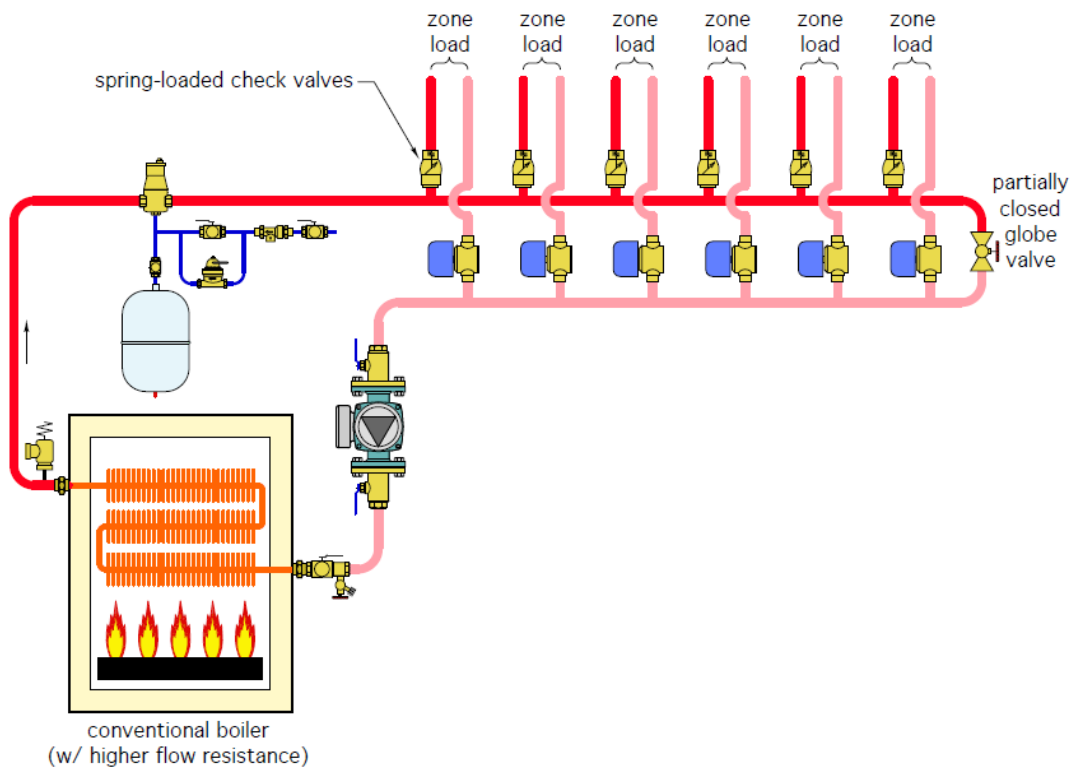 zone
load
zone
load
zone
load
zone
load
zone
load
zone
load
spring-loaded check valves
partially
closed
globe
valve
conventional boiler
(w/ higher flow resistance)